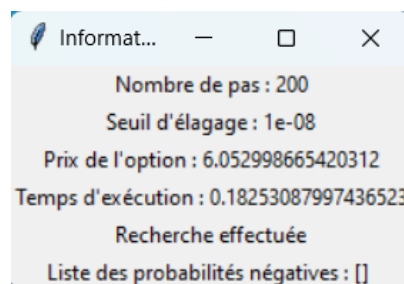 Informat...
Nombre de pas : 200
Seuil d'élagage : 1e-08
Prix de l'option : 6.052998665420312
Temps d'exécution : 0.18253087997436523
Recherche effectuée
Liste des probabilités négatives : []